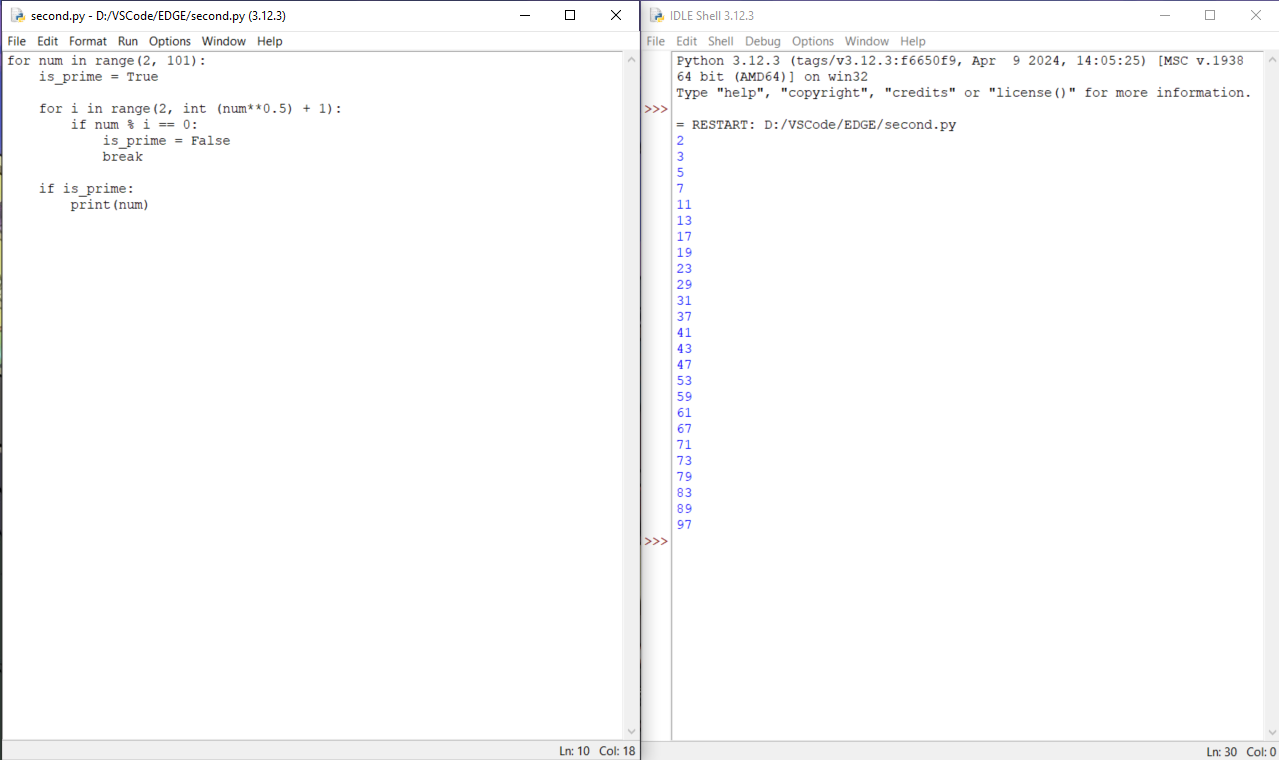 second.py - D:/VSCode/EDGE/second.py (3.12.3)
File Edit Format Run Options Window Help
for num in range(2, 101):
    is_prime = True

    for i in range(2, int (num**0.5) + 1):
        if num % i == 0:
            is_prime = False
            break

    if is_prime:
        print(num)
Ln: 10 Col: 18
IDLE Shell 3.12.3
File Edit Shell Debug Options Window Help
Python 3.12.3 (tags/v3.12.3:f6650f9, Apr  9 2024, 14:05:25) [MSC v.1938
64 bit (AMD64)] on win32
Type "help", "copyright", "credits" or "license()" for more information.
>>>
= RESTART: D:/VSCode/EDGE/second.py
2
3
5
7
11
13
17
19
23
29
31
37
41
43
47
53
59
61
67
71
73
79
83
89
97
>>>
Ln: 30 Col: 0